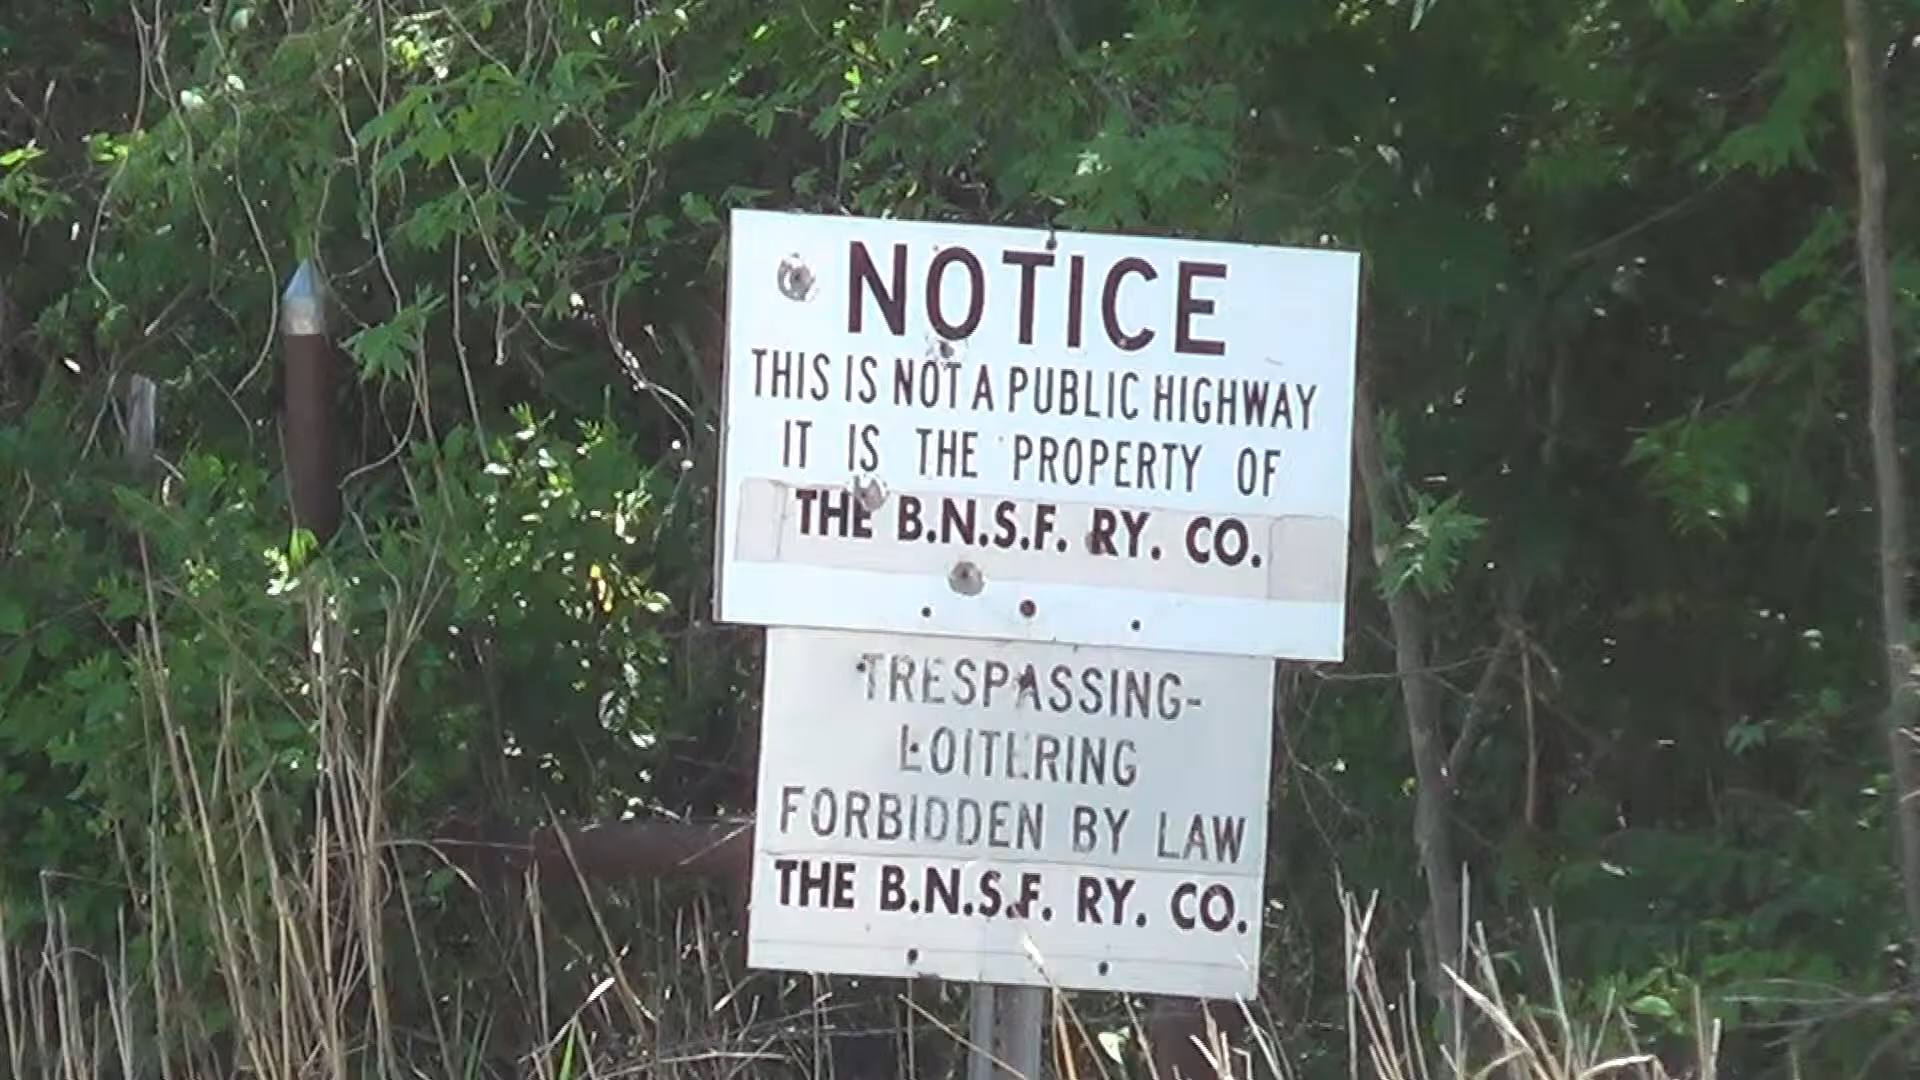 NOTICE
THIS IS NOT A PUBLIC HIGHWAY
IT IS THE PROPERTY OF
THE B.N.S.F. RY. CO.
TRESPASSING-
LOITERING
FORBIDDEN BY LAW
THE B.N.S.F. RY. CO.